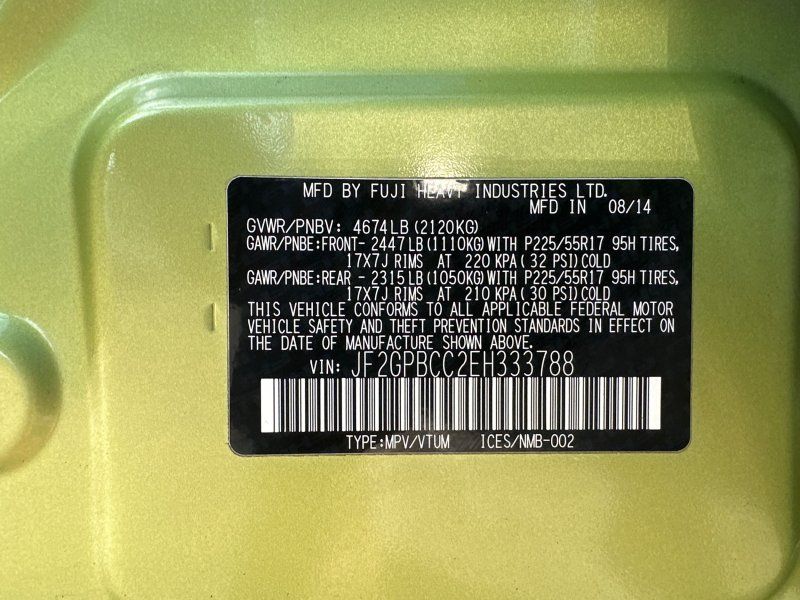 MFD BY FUJI HEAVY INDUSTRIES LTD.
MFD IN 08/14
GVWR/PNBV: 4674LB(2120KG)
GAWR/PNBE:FRONT-2447LB(1110KG)WITH P225/55R17 95H TIRES,
17X7J RIMS AT 220 KPA(32 PSI)COLD
GAWR/PNBE:REAR -2315LB(1050KG)WITH P225/55R17 95H TIRES,
17X7J RIMS AT 210 KPA(30 PSI)COLD
THIS VEHICLE CONFORMS TO ALL APPLICABLE FEDERAL MOTOR
VEHICLE SAFETY AND THEFT PREVENTION STANDARDS IN EFFECT ON
THE DATE OF MANUFACTURE SHOWN ABOVE.
VIN: JF2GPBCC2EH333788
TYPE:MPV/VTUM ICES/NMB-002